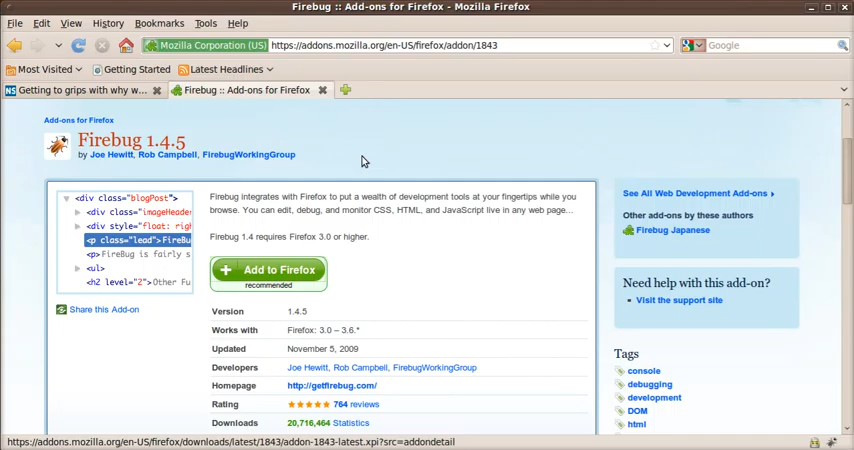 Firebug :: Add-ons for Firefox - Mozilla Firefox
File Edit View History Bookmarks Tools Help
Mozilla Corporation (US) https://addons.mozilla.org/en-US/firefox/addon/1843 Google
Most Visited Getting Started Latest Headlines
NS Getting to grips with why w... Firebug :: Add-ons for Firefox
Add-ons for Firefox
Firebug 1.4.5
by Joe Hewitt, Rob Campbell, FirebugWorkingGroup
<div class="blogPost">
<div class="imageHeader
<div style="float: righ
<p class="lead">FireBu
<p>FireBug is fairly s
<ul>
<h2 level="2">Other Fu
Share this Add-on
Firebug integrates with Firefox to put a wealth of development tools at your fingertips while you
browse. You can edit, debug, and monitor CSS, HTML, and JavaScript live in any web page...
Firebug 1.4 requires Firefox 3.0 or higher.
Add to Firefox
recommended
Version 1.4.5
Works with Firefox: 3.0 – 3.6.*
Updated November 5, 2009
Developers Joe Hewitt, Rob Campbell, FirebugWorkingGroup
Homepage http://getfirebug.com/
Rating 764 reviews
Downloads 20,716,464 Statistics
See All Web Development Add-ons
Other add-ons by these authors
Firebug Japanese
Need help with this add-on?
Visit the support site
Tags
console
debugging
development
DOM
html
https://addons.mozilla.org/en-US/firefox/downloads/latest/1843/addon-1843-latest.xpi?src=addondetail